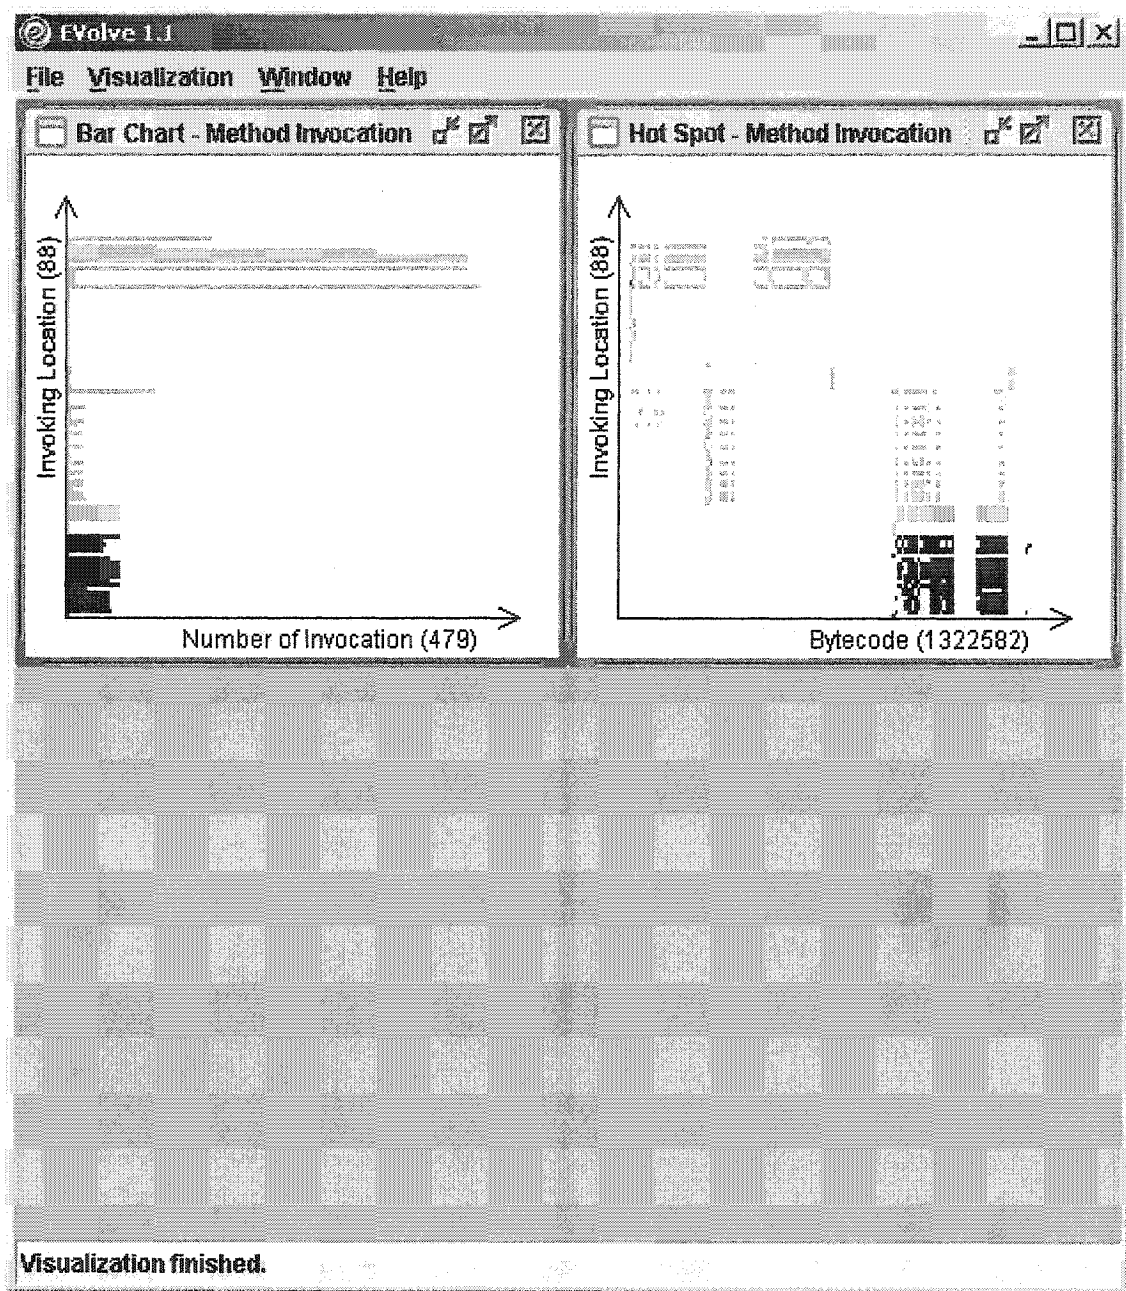 EVolve 1.1
File Visualization Window Help
Bar Chart - Method Invocation
Invoking Location (88)
Number of Invocation (479)
Hot Spot - Method Invocation
Invoking Location (88)
Bytecode (1322582)
Visualization finished.